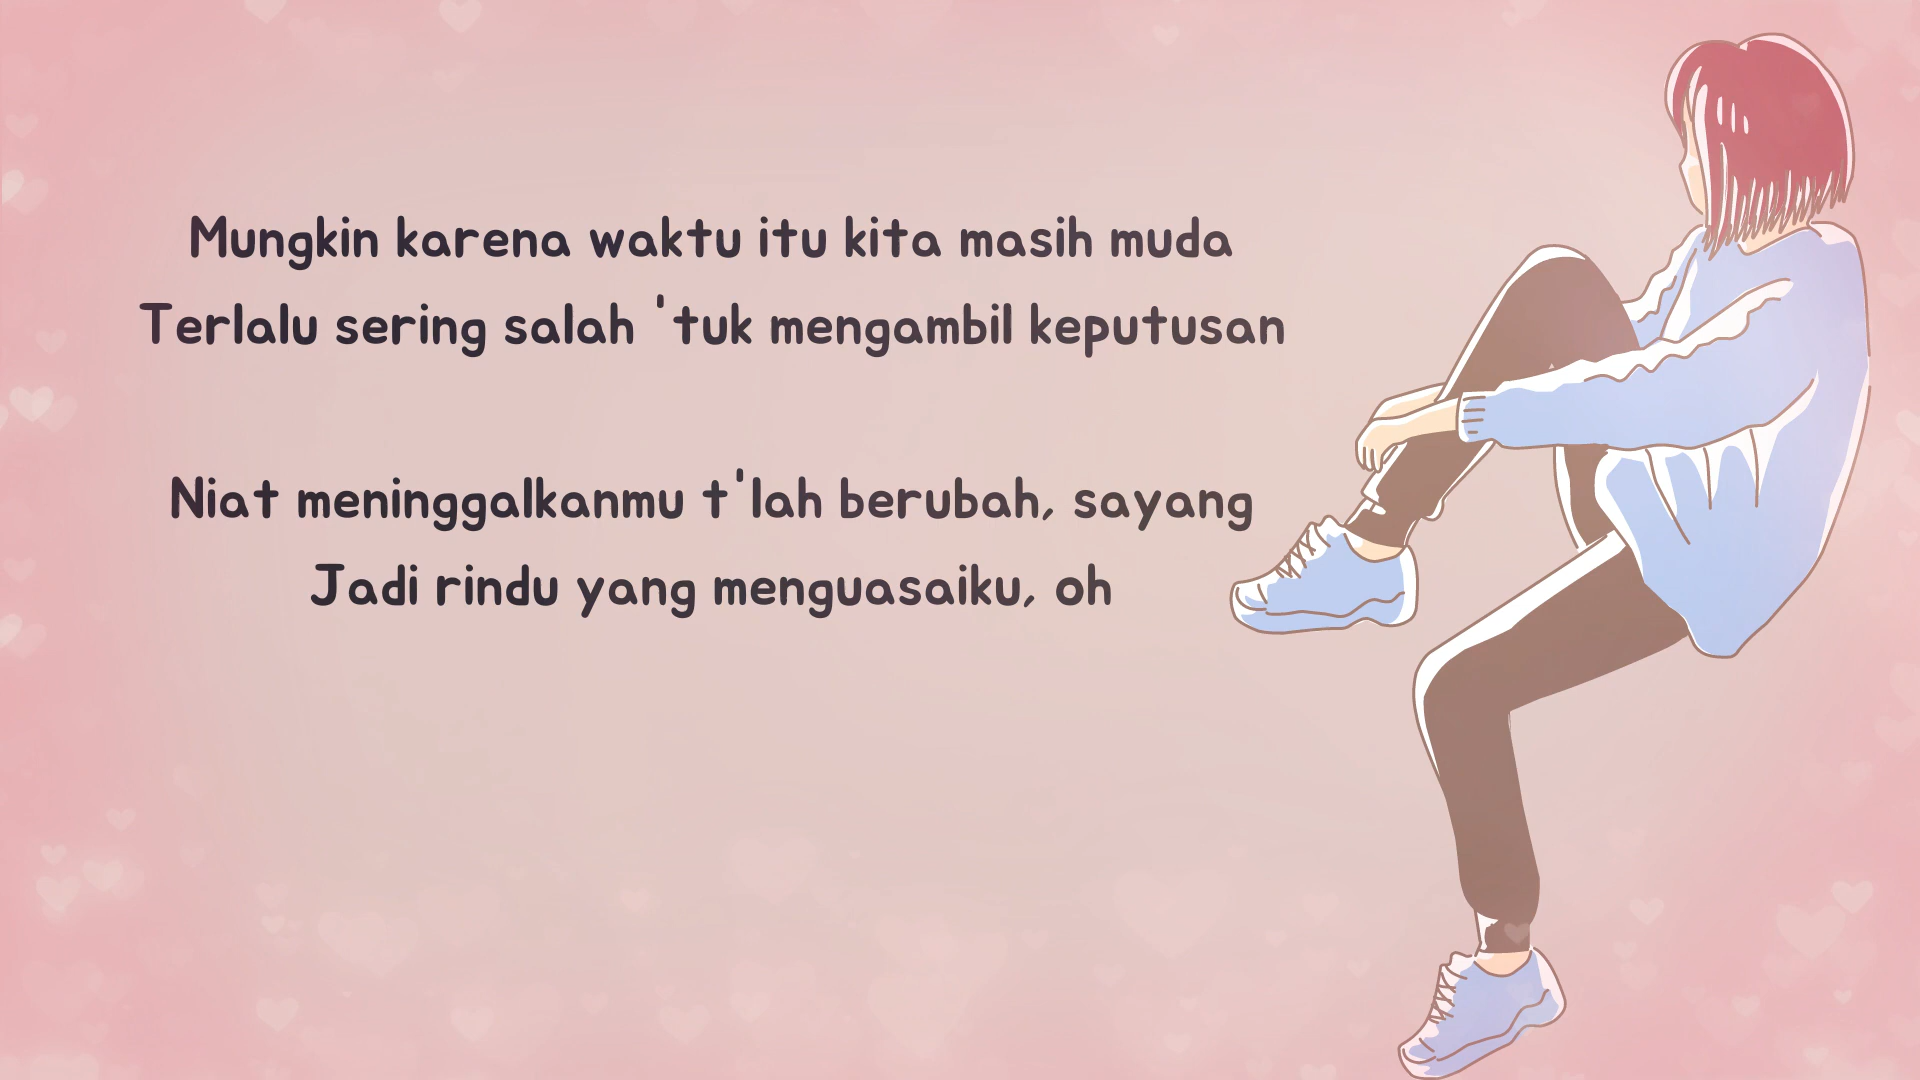 Mungkin karena waktu itu kita masih muda
Terlalu sering salah 'tuk mengambil keputusan
Niat meninggalkanmu t'lah berubah, sayang
Jadi rindu yang menguasaiku, oh